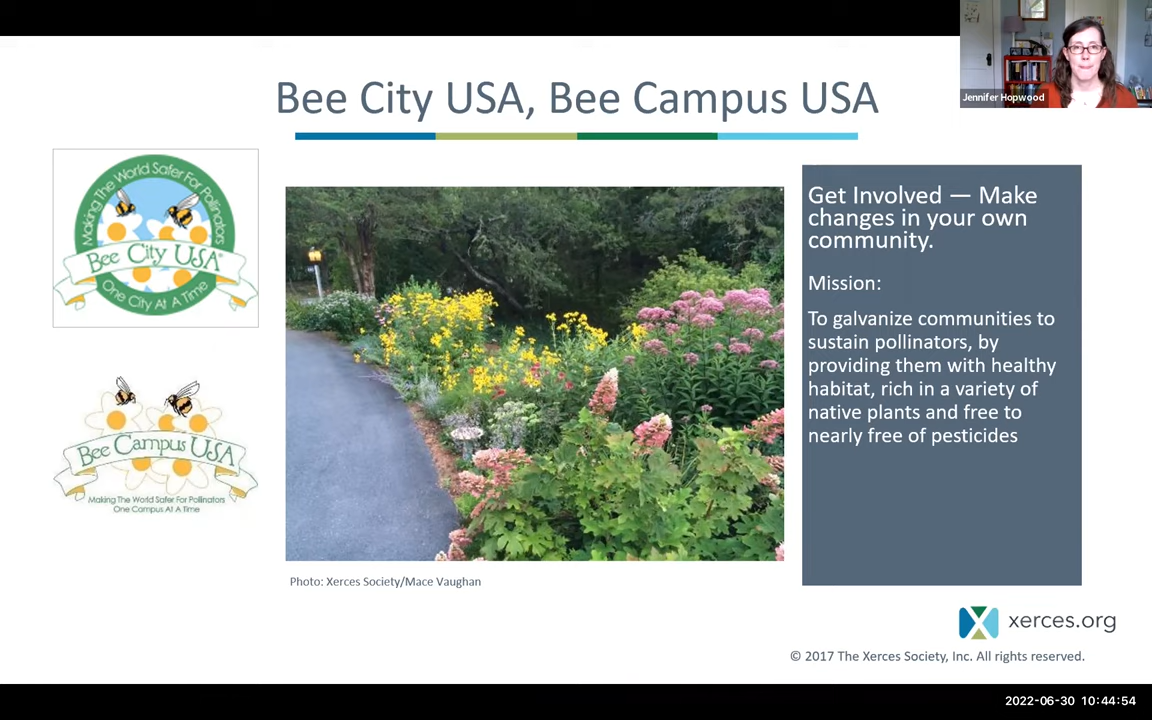 Bee City USA, Bee Campus USA
Jennifer Hopwood
Making The World Safer For Pollinators
Bee City USA®
One City At A Time
Bee Campus USA
Making The World Safer For Pollinators
One Campus At A Time
Photo: Xerces Society/Mace Vaughan
Get Involved — Make
changes in your own
community.
Mission:
To galvanize communities to
sustain pollinators, by
providing them with healthy
habitat, rich in a variety of
native plants and free to
nearly free of pesticides
xerces.org
© 2017 The Xerces Society, Inc. All rights reserved.
2022-06-30 10:44:54